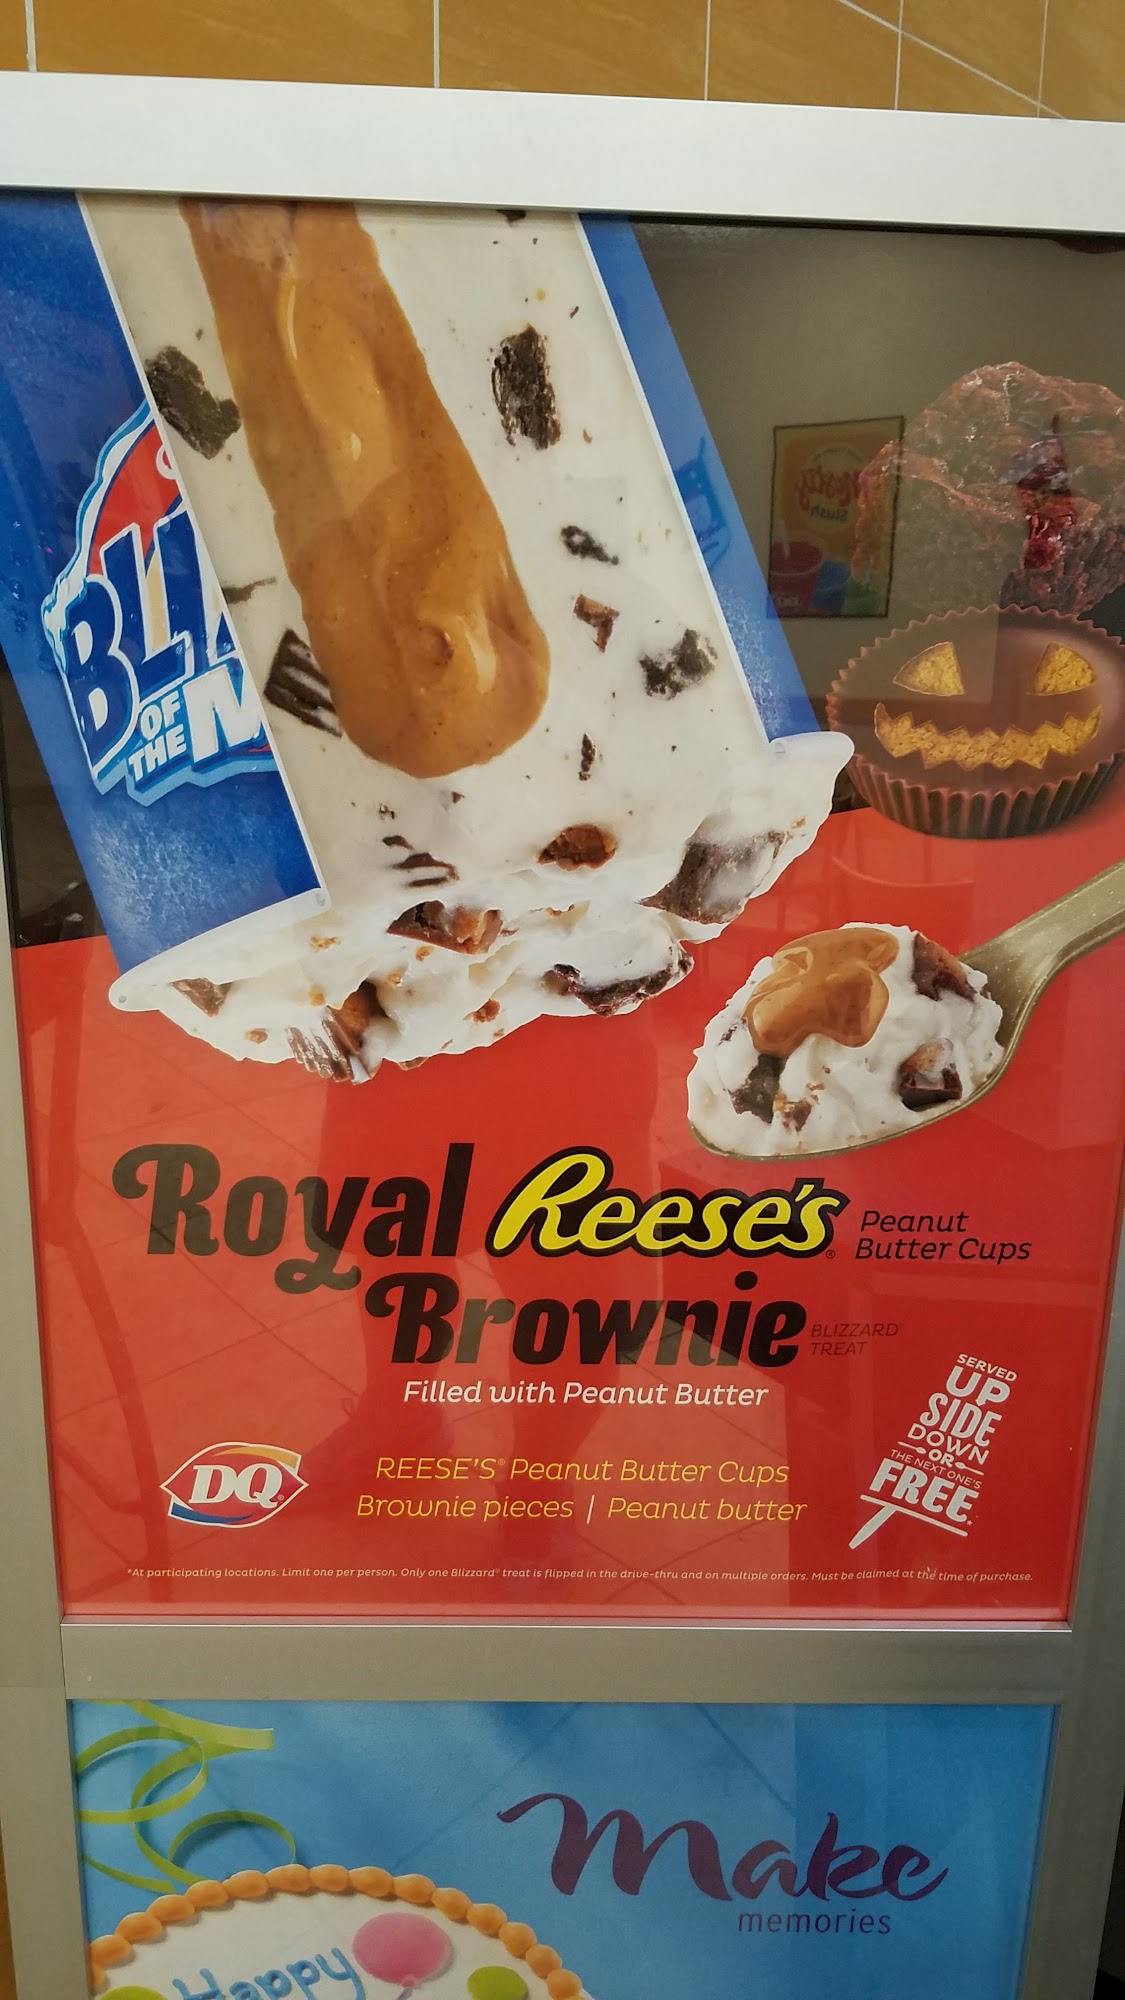 BLI
OF
THE M
Misty
Slush
Royal Reese's® Peanut
Butter Cups
Brownie BLIZZARD®
TREAT
Filled with Peanut Butter
SERVED
UP
SIDE
DOWN
OR
THE NEXT ONE'S
FREE*
DQ
REESE'S® Peanut Butter Cups
Brownie pieces | Peanut butter
*At participating locations. Limit one per person. Only one Blizzard® treat is flipped in the drive-thru and on multiple orders. Must be claimed at the time of purchase.
Make
memories
Happy